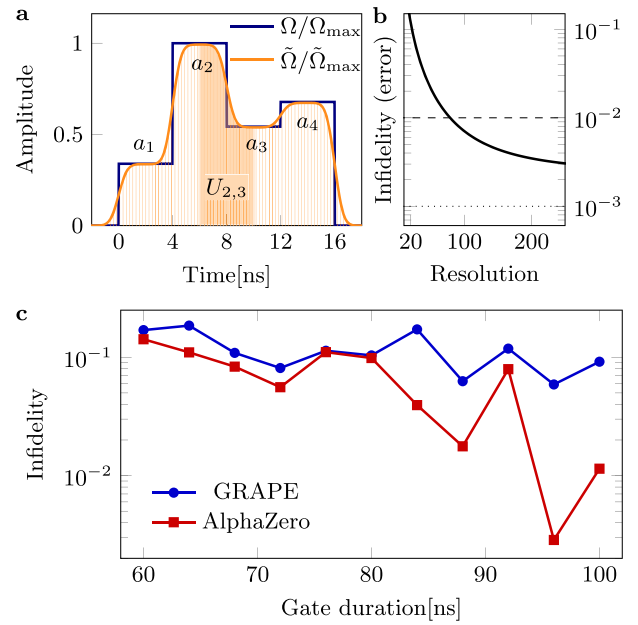 a
Ω/Ωmax
Ω̃/Ω̃max
Amplitude
1
0.5
0
a1
a2
a3
a4
U2,3
0 4 8 12 16
Time[ns]
b
Infidelity (error)
10−1
10−2
10−3
20 100 200
Resolution
c
Infidelity
10−1
10−2
GRAPE
AlphaZero
60 70 80 90 100
Gate duration[ns]